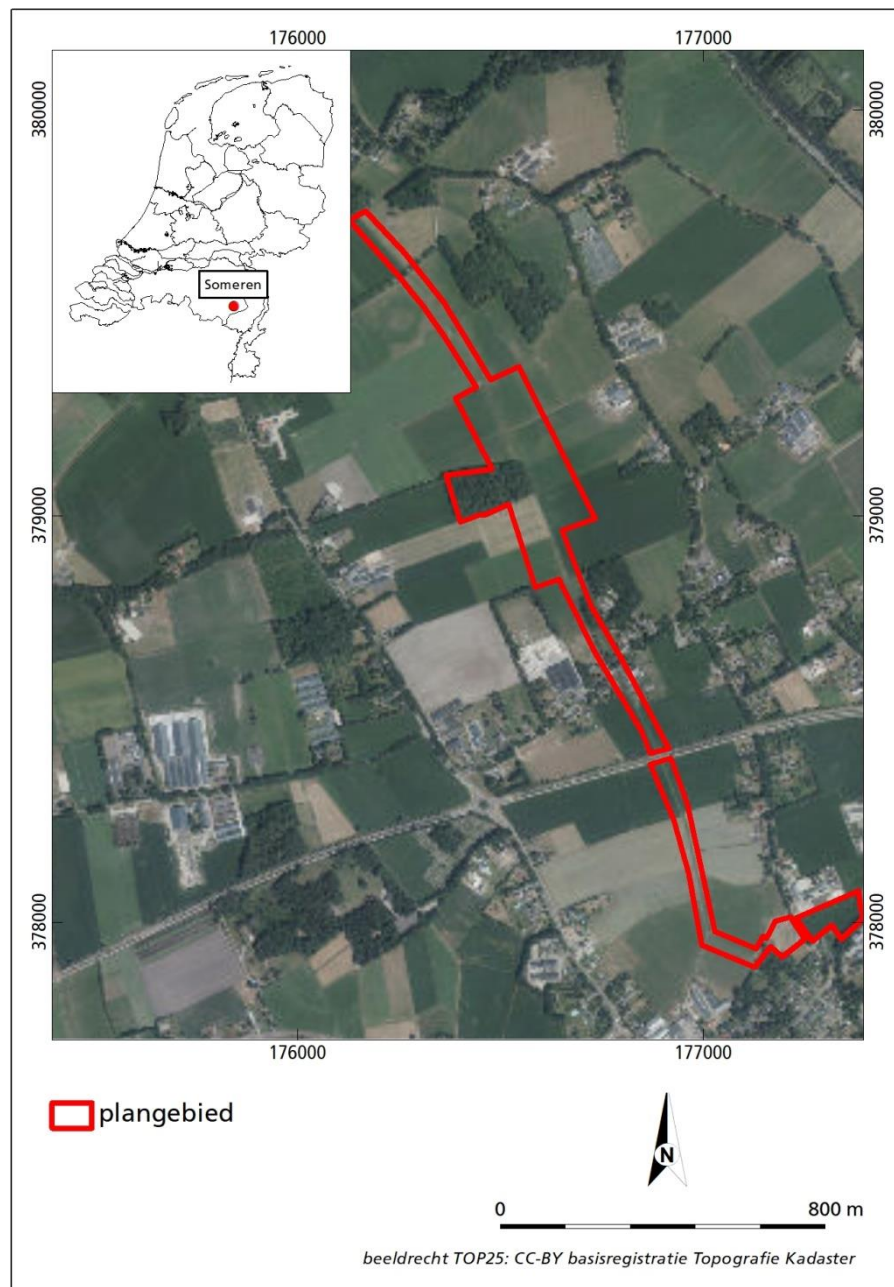 176000
177000
380000
380000
Someren
379000
379000
378000
378000
176000
177000
plangebied
N
0
800 m
beeldrecht TOP25: CC-BY basisregistratie Topografie Kadaster